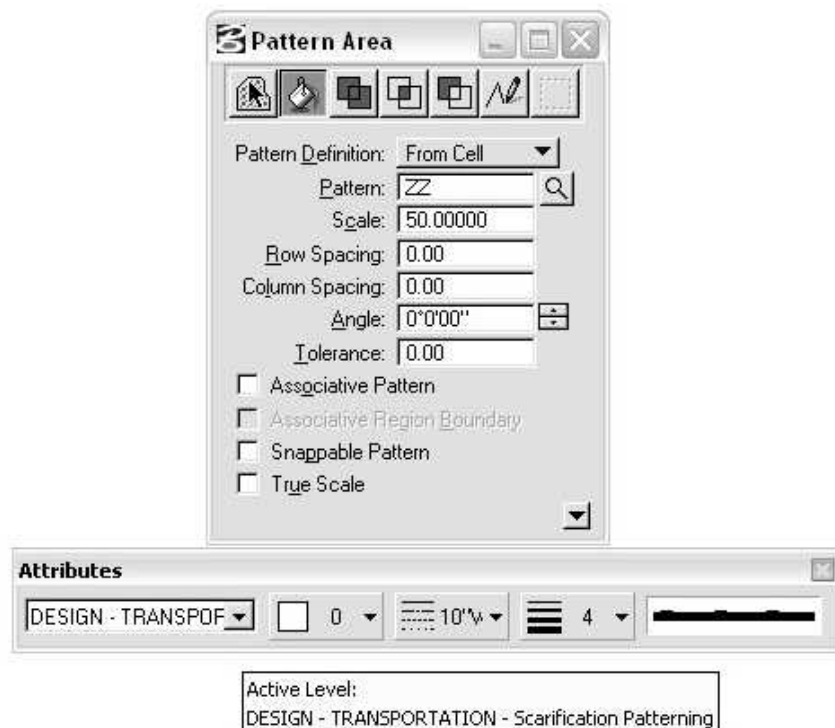 Pattern Area
Pattern Definition: From Cell
Pattern: ZZ
Scale: 50.00000
Row Spacing: 0.00
Column Spacing: 0.00
Angle: 0°0'00"
Tolerance: 0.00
Associative Pattern
Associative Region Boundary
Snappable Pattern
True Scale
Attributes
DESIGN - TRANSPOF 0 10"v 4
Active Level:
DESIGN - TRANSPORTATION - Scarification Patterning